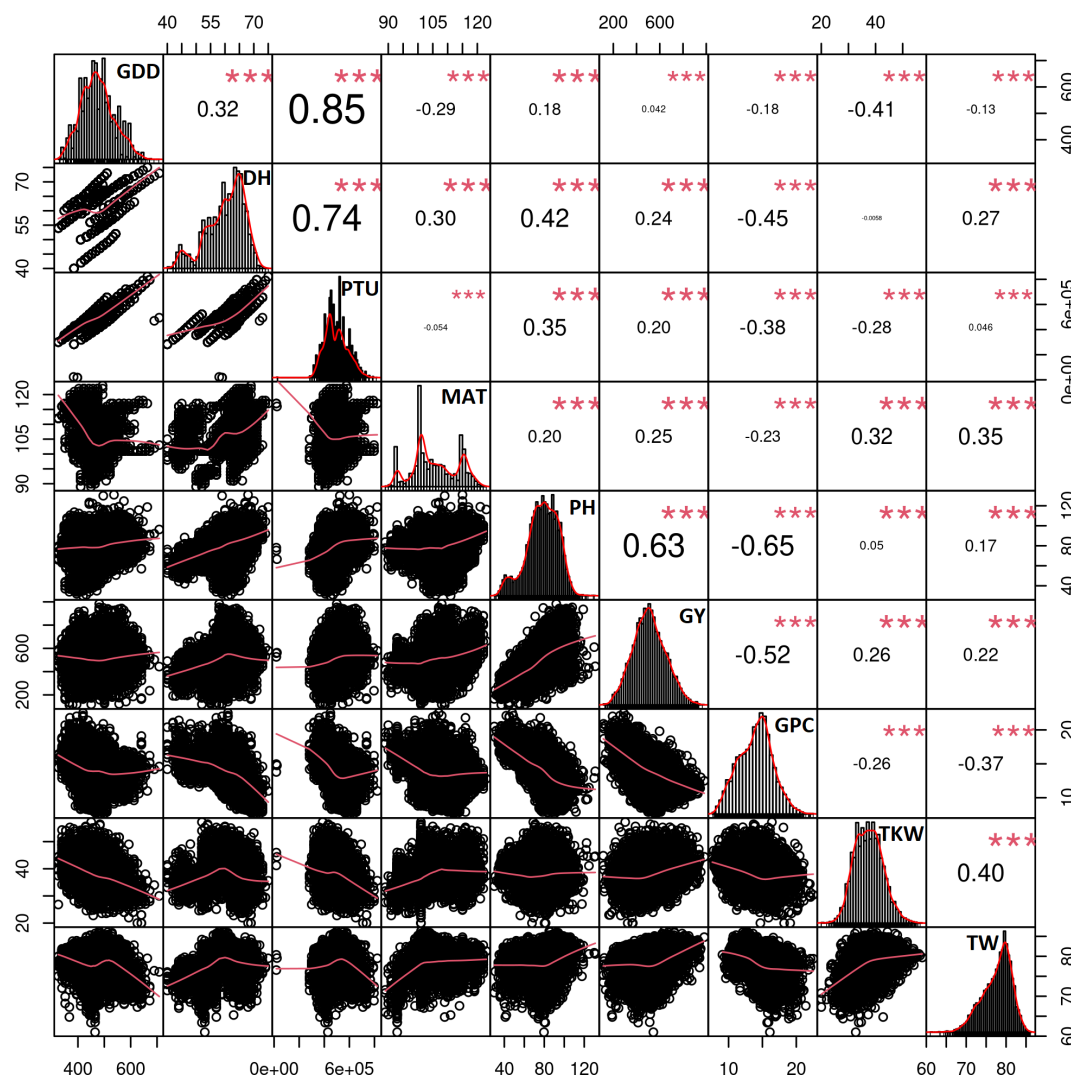 40 55 70 90 105 120 200 600 20 40
GDD *** *** *** *** *** *** *** ***
0.32 0.85 -0.29 0.18 0.042 -0.18 -0.41 -0.13
400 600
DH *** *** *** *** *** ***
0.74 0.30 0.42 0.24 -0.45 -0.0058 0.27
40 55 70
PTU *** *** *** *** *** ***
-0.054 0.35 0.20 -0.38 -0.28 0.046
0e+00 6e+05
MAT *** *** *** *** ***
0.20 0.25 -0.23 0.32 0.35
90 105 120
PH *** *** *** ***
0.63 -0.65 0.05 0.17
40 80 120
GY *** *** ***
-0.52 0.26 0.22
200 600
GPC *** ***
-0.26 -0.37
10 20
TKW ***
0.40
20 40
TW
60 70 80
400 600 0e+00 6e+05 40 80 120 10 20 60 70 80